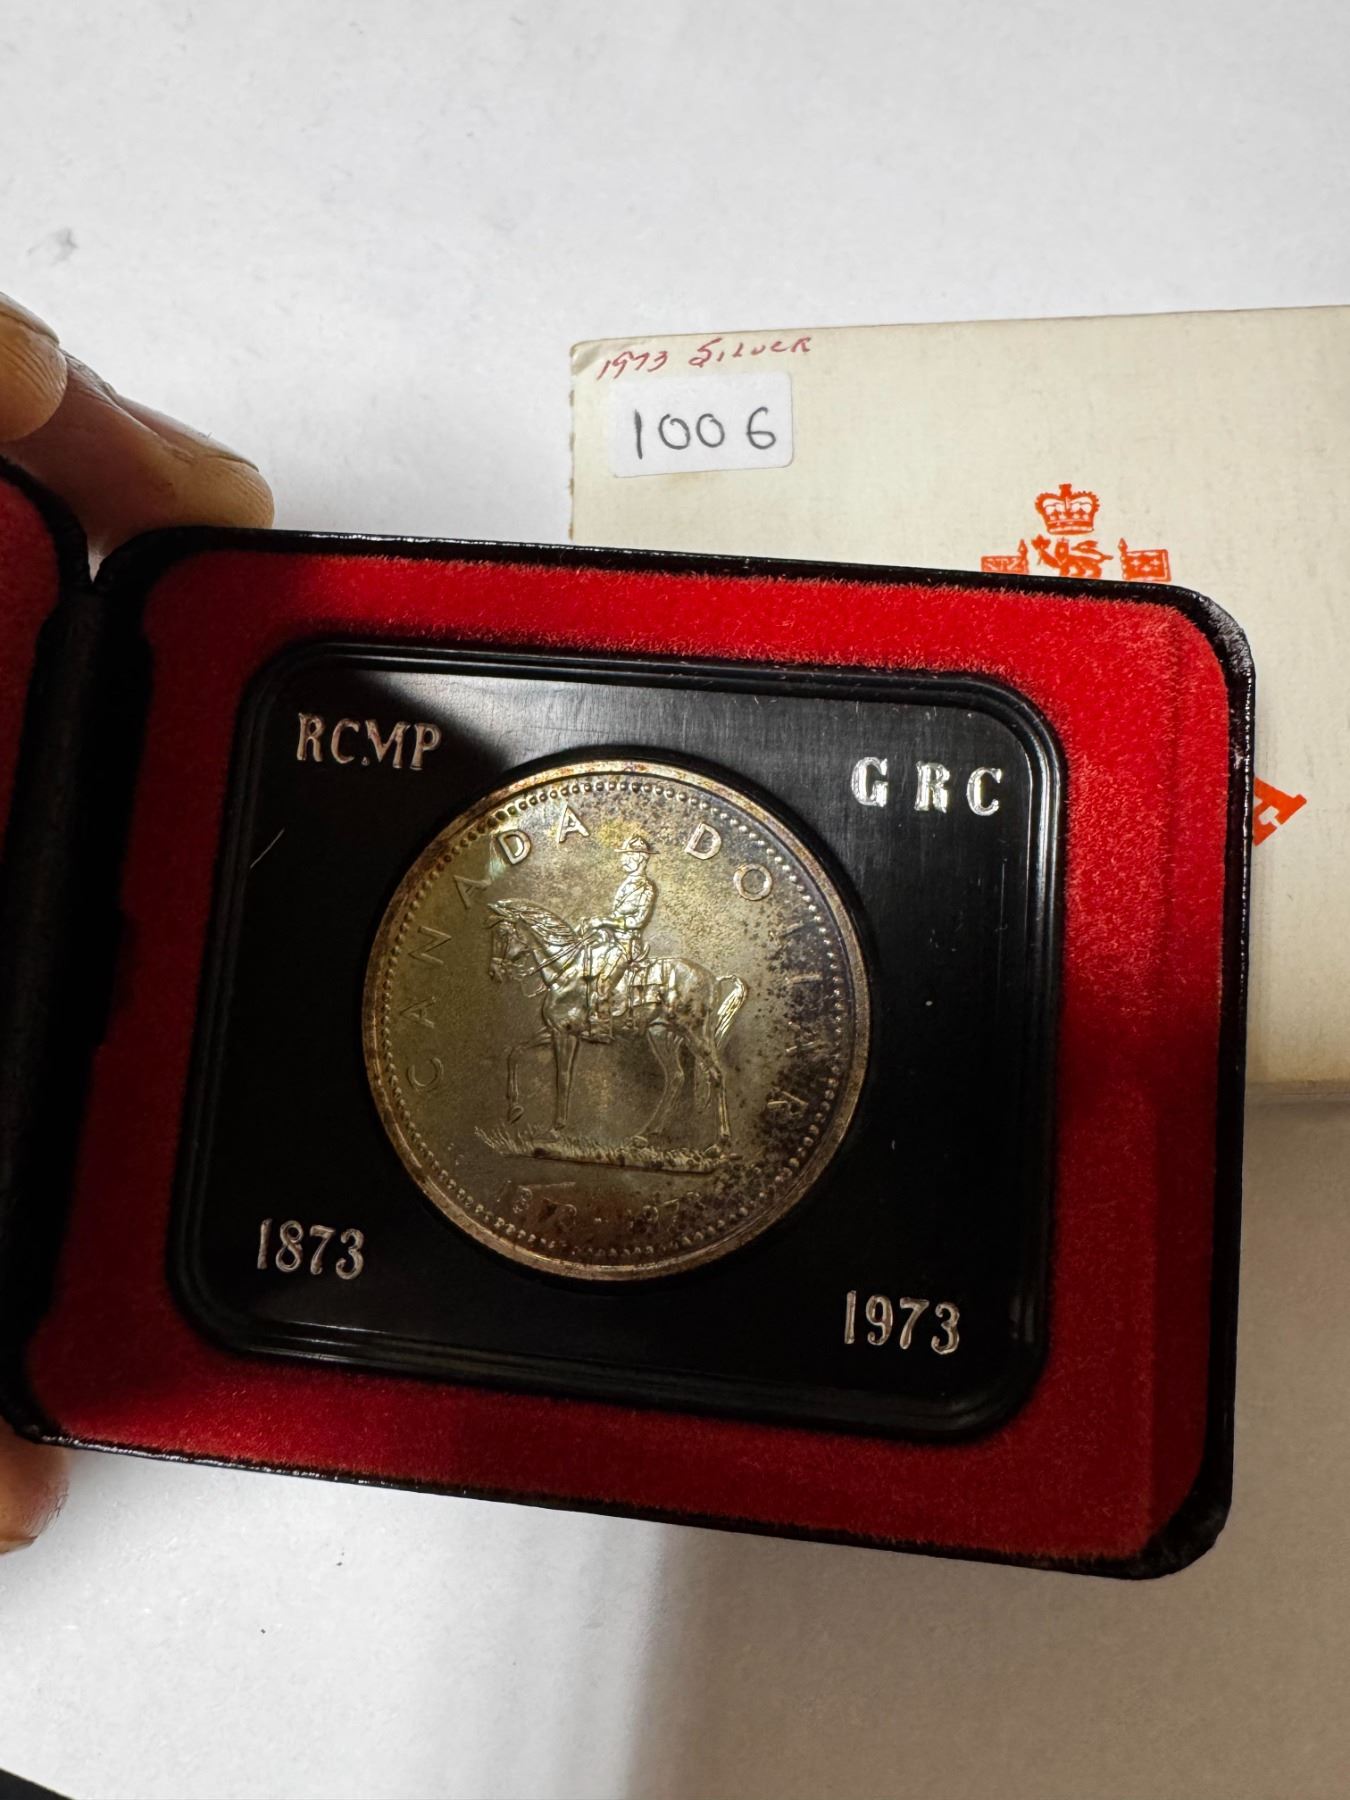 1973 SILVER
1006
A
RCMP
GRC
CANADA DOLLAR
1873 - 1973
1873
1973